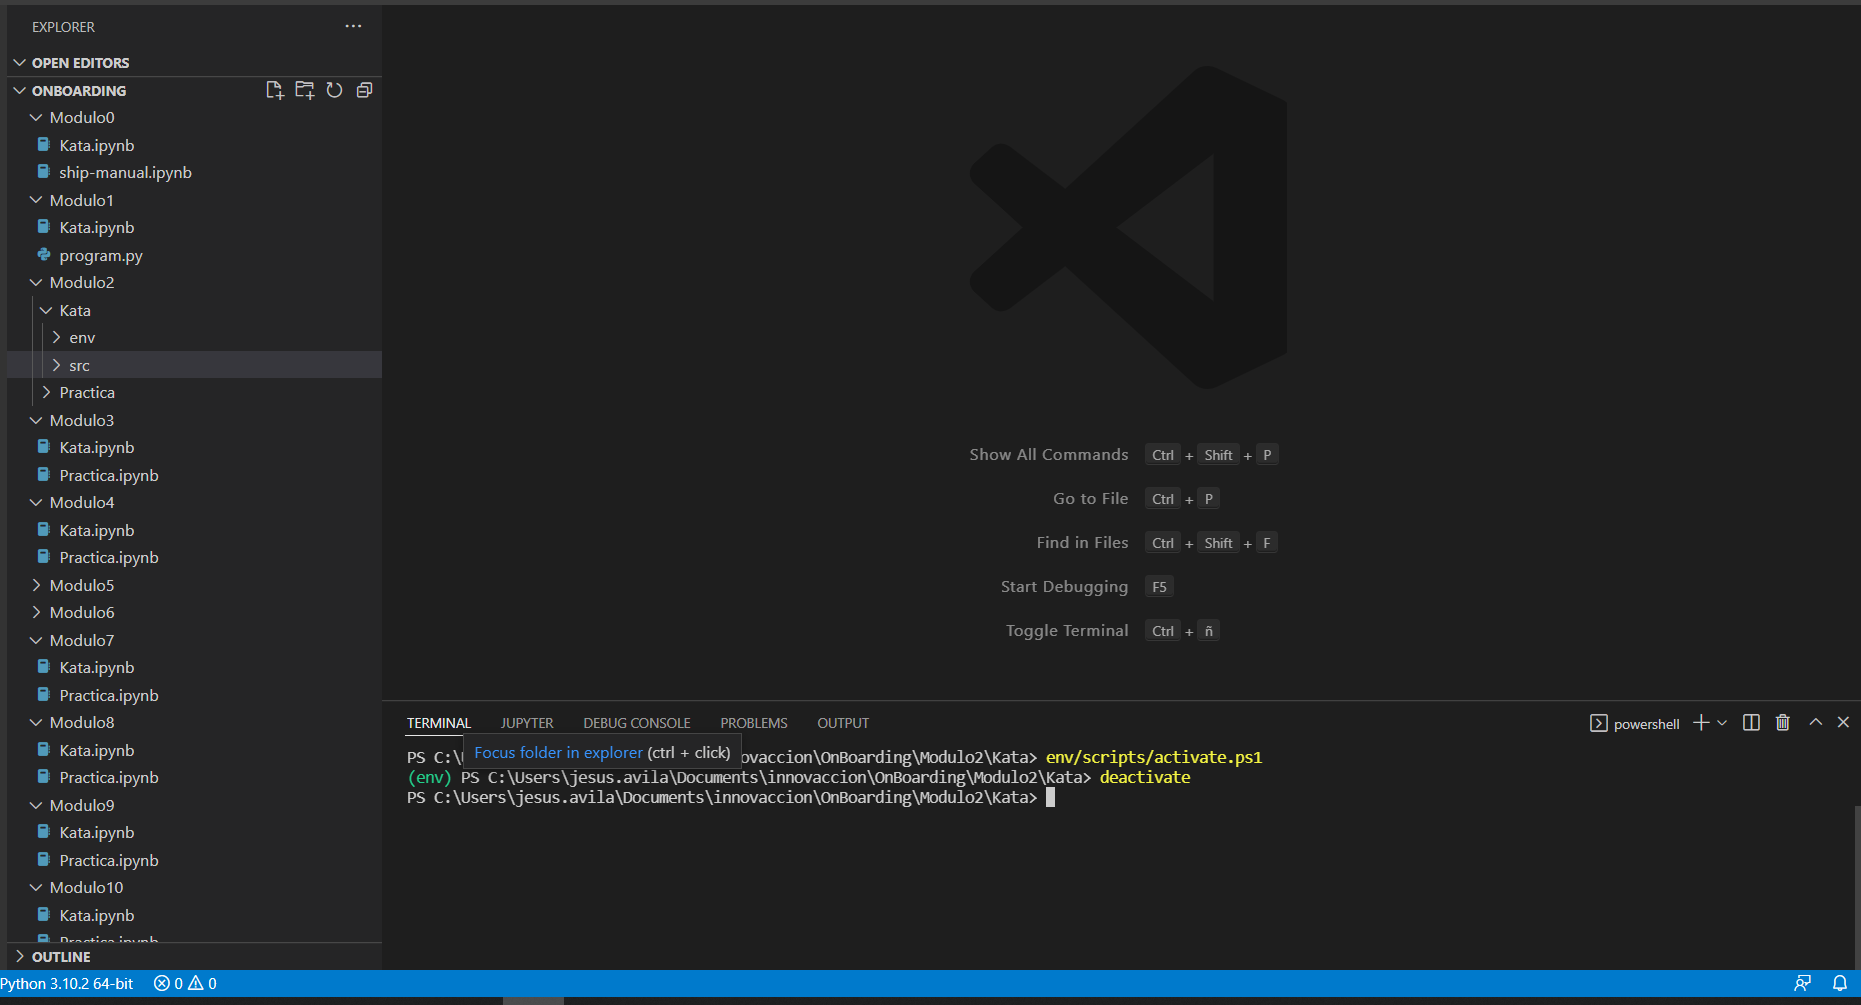 EXPLORER
OPEN EDITORS
ONBOARDING
Modulo0
Kata.ipynb
ship-manual.ipynb
Modulo1
Kata.ipynb
program.py
Modulo2
Kata
env
src
Practica
Modulo3
Kata.ipynb
Practica.ipynb
Modulo4
Kata.ipynb
Practica.ipynb
Modulo5
Modulo6
Modulo7
Kata.ipynb
Practica.ipynb
Modulo8
Kata.ipynb
Practica.ipynb
Modulo9
Kata.ipynb
Practica.ipynb
Modulo10
Kata.ipynb
Practica.ipynb
OUTLINE
Show All Commands Ctrl + Shift + P
Go to File Ctrl + P
Find in Files Ctrl + Shift + F
Start Debugging F5
Toggle Terminal Ctrl + ñ
TERMINAL JUPYTER DEBUG CONSOLE PROBLEMS OUTPUT powershell
Focus folder in explorer (ctrl + click)
PS C:\ovaccion\OnBoarding\Modulo2\Kata> env/scripts/activate.ps1
(env) PS C:\Users\jesus.avila\Documents\innovaccion\OnBoarding\Modulo2\Kata> deactivate
PS C:\Users\jesus.avila\Documents\innovaccion\OnBoarding\Modulo2\Kata>
Python 3.10.2 64-bit 0 0